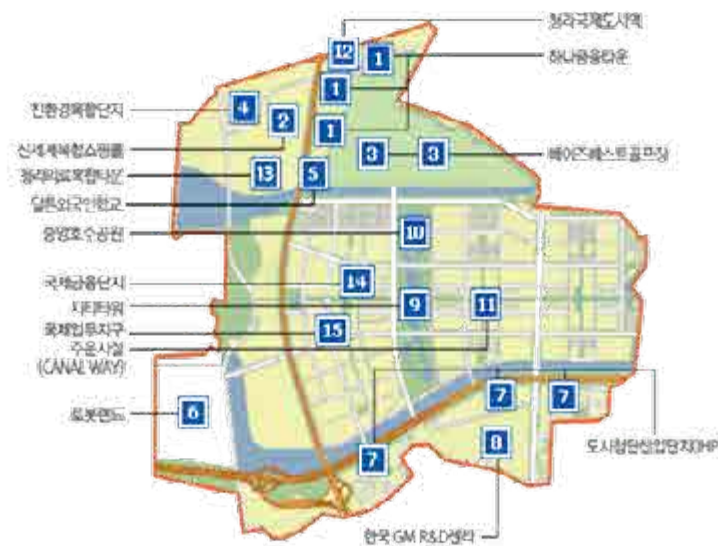 청라국제도시역
12
1
하나금융타운
1
친환경복합단지
4
2
1
신세계복합쇼핑몰
3
3
베어즈베스트골프장
청라의료복합타운
13
5
달튼외국인학교
중앙호수공원
10
국제금융단지
14
시티타워
9
11
국제업무지구
15
주운시설
(CANAL WAY)
로봇랜드
6
7
7
도시첨단산업단지(IHP
7
8
한국 GM R&D센터